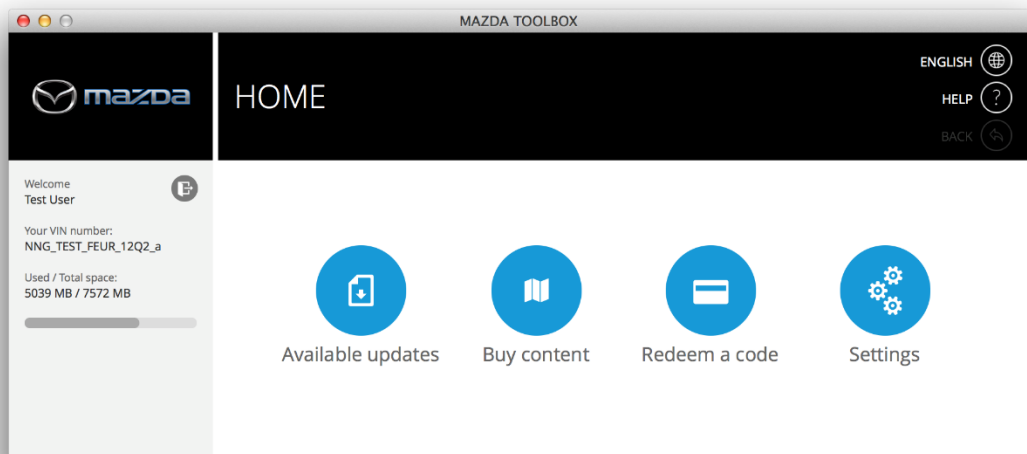 MAZDA TOOLBOX
mazda
HOME
ENGLISH
HELP
?
BACK
Welcome
Test User
Your VIN number:
NNG_TEST_FEUR_12Q2_a
Used / Total space:
5039 MB / 7572 MB
Available updates
Buy content
Redeem a code
Settings